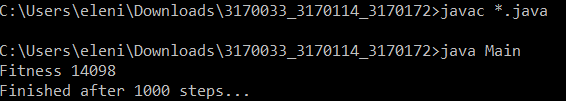 C:\Users\eleni\Downloads\3170033_3170114_3170172>javac *.java
C:\Users\eleni\Downloads\3170033_3170114_3170172>java Main
Fitness 14098
Finished after 1000 steps...